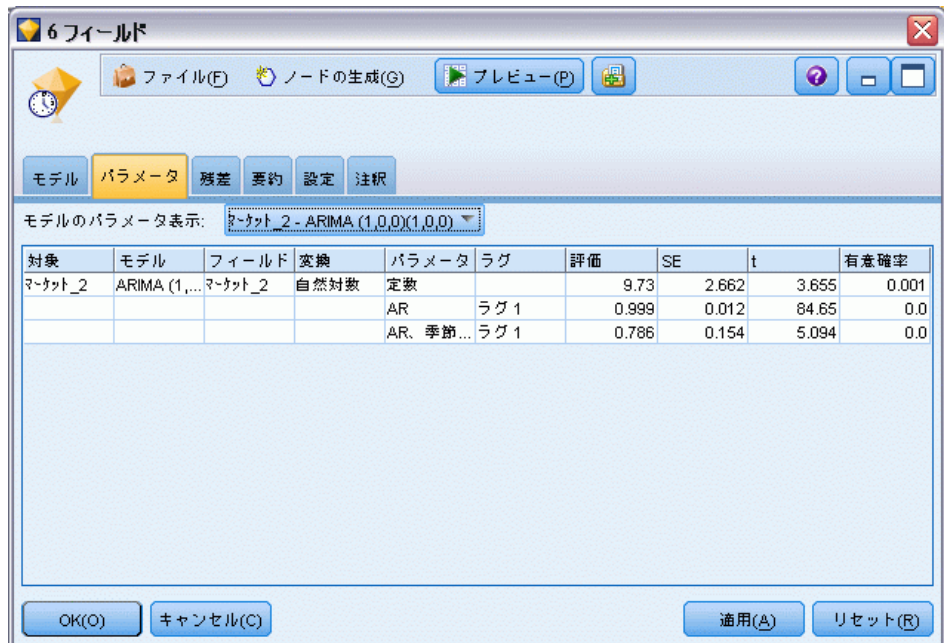 6 フィールド
ファイル(F) ノードの生成(G) プレビュー(P)
モデル パラメータ 残差 要約 設定 注釈
モデルのパラメータ表示: マーケット_2 - ARIMA (1,0,0)(1,0,0)
対象 モデル フィールド 変換 パラメータ ラグ 評価 SE t 有意確率
マーケット_2 ARIMA (1,... マーケット_2 自然対数 定数 9.73 2.662 3.655 0.001
AR ラグ 1 0.999 0.012 84.65 0.0
AR、季節... ラグ 1 0.786 0.154 5.094 0.0
OK(O) キャンセル(C) 適用(A) リセット(R)